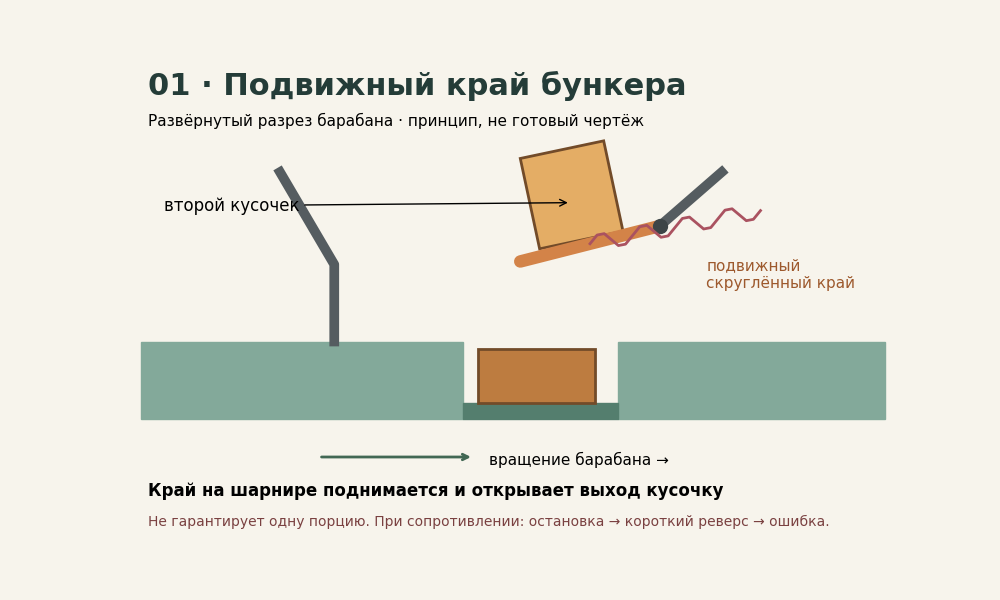 01 · Подвижный край бункера
Развёрнутый разрез барабана · принцип, не готовый чертёж
второй кусочек
подвижный
скруглённый край
вращение барабана →
Край на шарнире поднимается и открывает выход кусочку
Не гарантирует одну порцию. При сопротивлении: остановка → короткий реверс → ошибка.